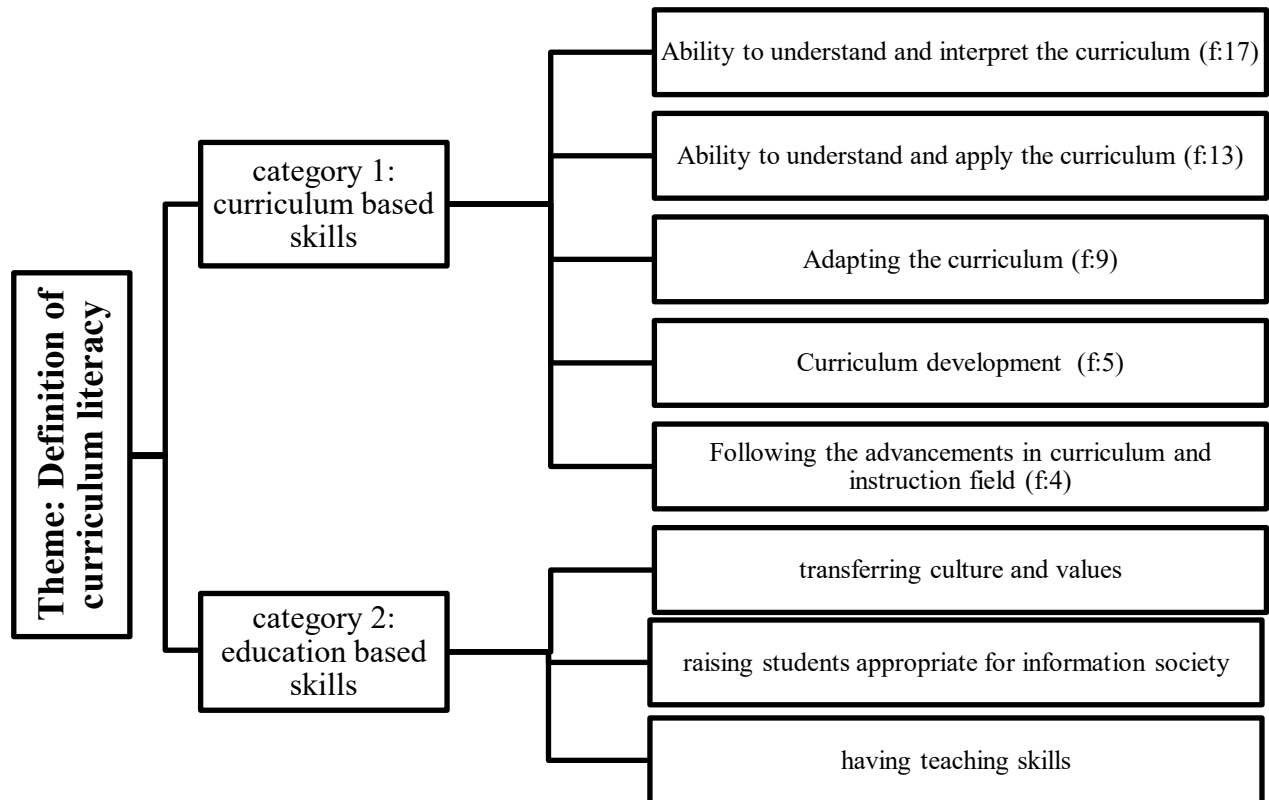 Theme: Definition of
curriculum literacy
category 1:
curriculum based
skills
Ability to understand and interpret the curriculum (f:17)
Ability to understand and apply the curriculum (f:13)
Adapting the curriculum (f:9)
Curriculum development (f:5)
Following the advancements in curriculum and
instruction field (f:4)
category 2:
education based
skills
transferring culture and values
raising students appropriate for information society
having teaching skills